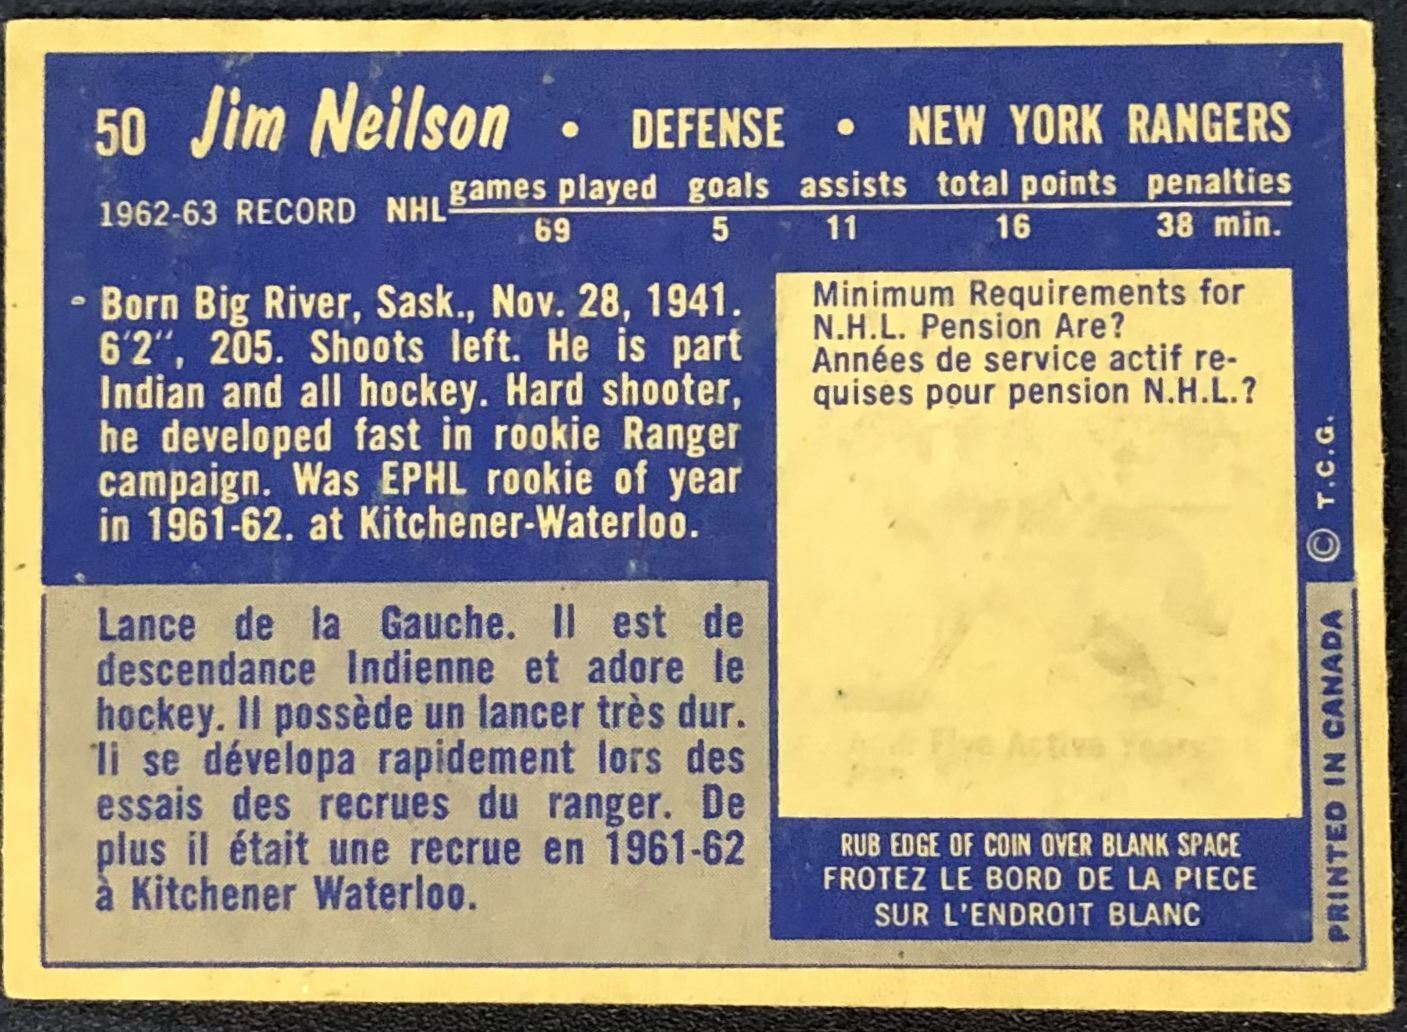 50 Jim Neilson • DEFENSE • NEW YORK RANGERS
games played goals assists total points penalties
1962-63 RECORD NHL
69 5 11 16 38 min.
Born Big River, Sask., Nov. 28, 1941.
6'2", 205. Shoots left. He is part
Indian and all hockey. Hard shooter,
he developed fast in rookie Ranger
campaign. Was EPHL rookie of year
in 1961-62. at Kitchener-Waterloo.
Lance de la Gauche. Il est de
descendance Indienne et adore le
hockey. Il possède un lancer très dur.
Il se dévelopa rapidement lors des
essais des recrues du ranger. De
plus il était une recrue en 1961-62
à Kitchener Waterloo.
Minimum Requirements for
N.H.L. Pension Are?
Années de service actif re-
quises pour pension N.H.L.?
Five Active Years
RUB EDGE OF COIN OVER BLANK SPACE
FROTEZ LE BORD DE LA PIECE
SUR L'ENDROIT BLANC
© T.C.G.
PRINTED IN CANADA